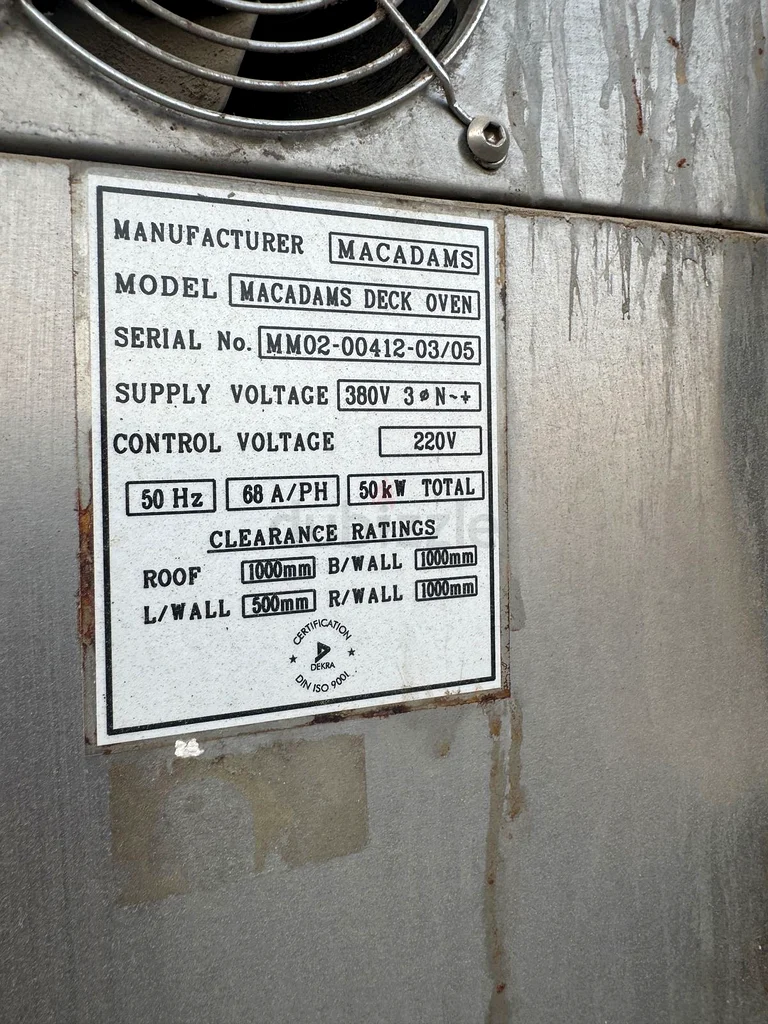 MANUFACTURER MACADAMS
MODEL MACADAMS DECK OVEN
SERIAL No. MM02-00412-03/05
SUPPLY VOLTAGE 380V 3ø N~+
CONTROL VOLTAGE 220V
50 Hz 68 A/PH 50kW TOTAL
CLEARANCE RATINGS
ROOF 1000mm B/WALL 1000mm
L/WALL 500mm R/WALL 1000mm
CERTIFICATION
DEKRA
DIN ISO 9001